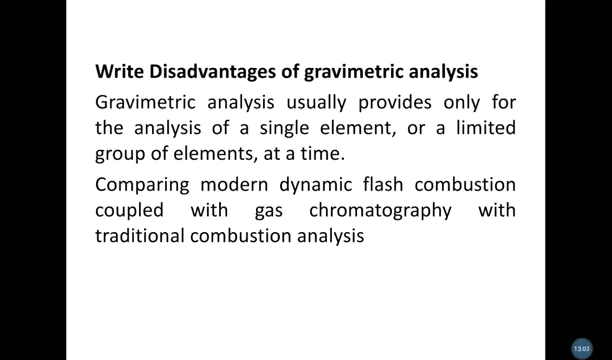 Write Disadvantages of gravimetric analysis
Gravimetric analysis usually provides only for
the analysis of a single element, or a limited
group of elements, at a time.
Comparing modern dynamic flash combustion
coupled with gas chromatography with
traditional combustion analysis
13:02